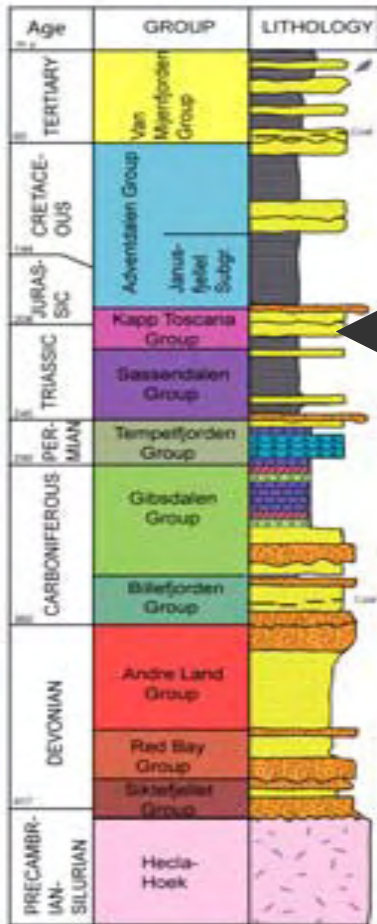 Age
GROUP
LITHOLOGY
TERTIARY
Van
Mijenfjorden
Group
CRETACE-
OUS
Adventdalen Group
Janus-
fjellet
Subgr.
JURAS-
SIC
Kapp Toscana
Group
TRIASSIC
Sassendalen
Group
PER-
MIAN
Tempelfjorden
Group
CARBONIFEROUS
Gibsdalen
Group
Billefjorden
Group
DEVONIAN
Andre Land
Group
Red Bay
Group
Siktefjellet
Group
PRECAMBR-
IAN-
SILURIAN
Hecla-
Hoek